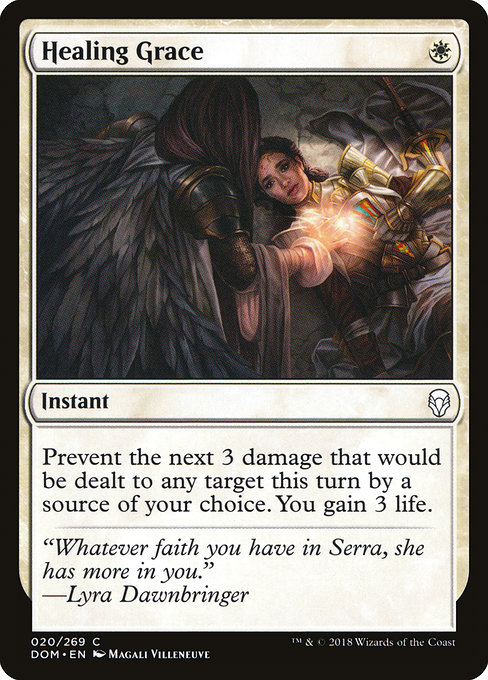 Healing Grace
Instant
Prevent the next 3 damage that would
be dealt to any target this turn by a
source of your choice. You gain 3 life.
“Whatever faith you have in Serra, she
has more in you.”
—Lyra Dawnbringer
020/269 C
™ & © 2018 Wizards of the Coast
DOM • EN Magali Villeneuve